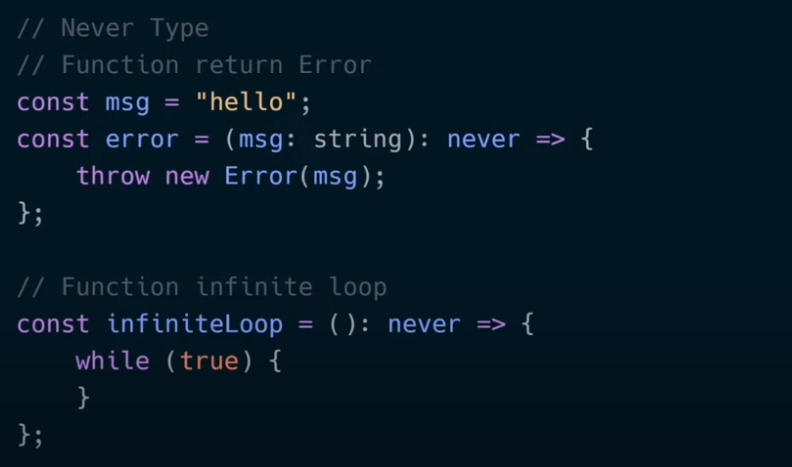 // Never Type
// Function return Error
const msg = "hello";
const error = (msg: string): never => {
    throw new Error(msg);
};

// Function infinite loop
const infiniteLoop = (): never => {
    while (true) {
    }
};